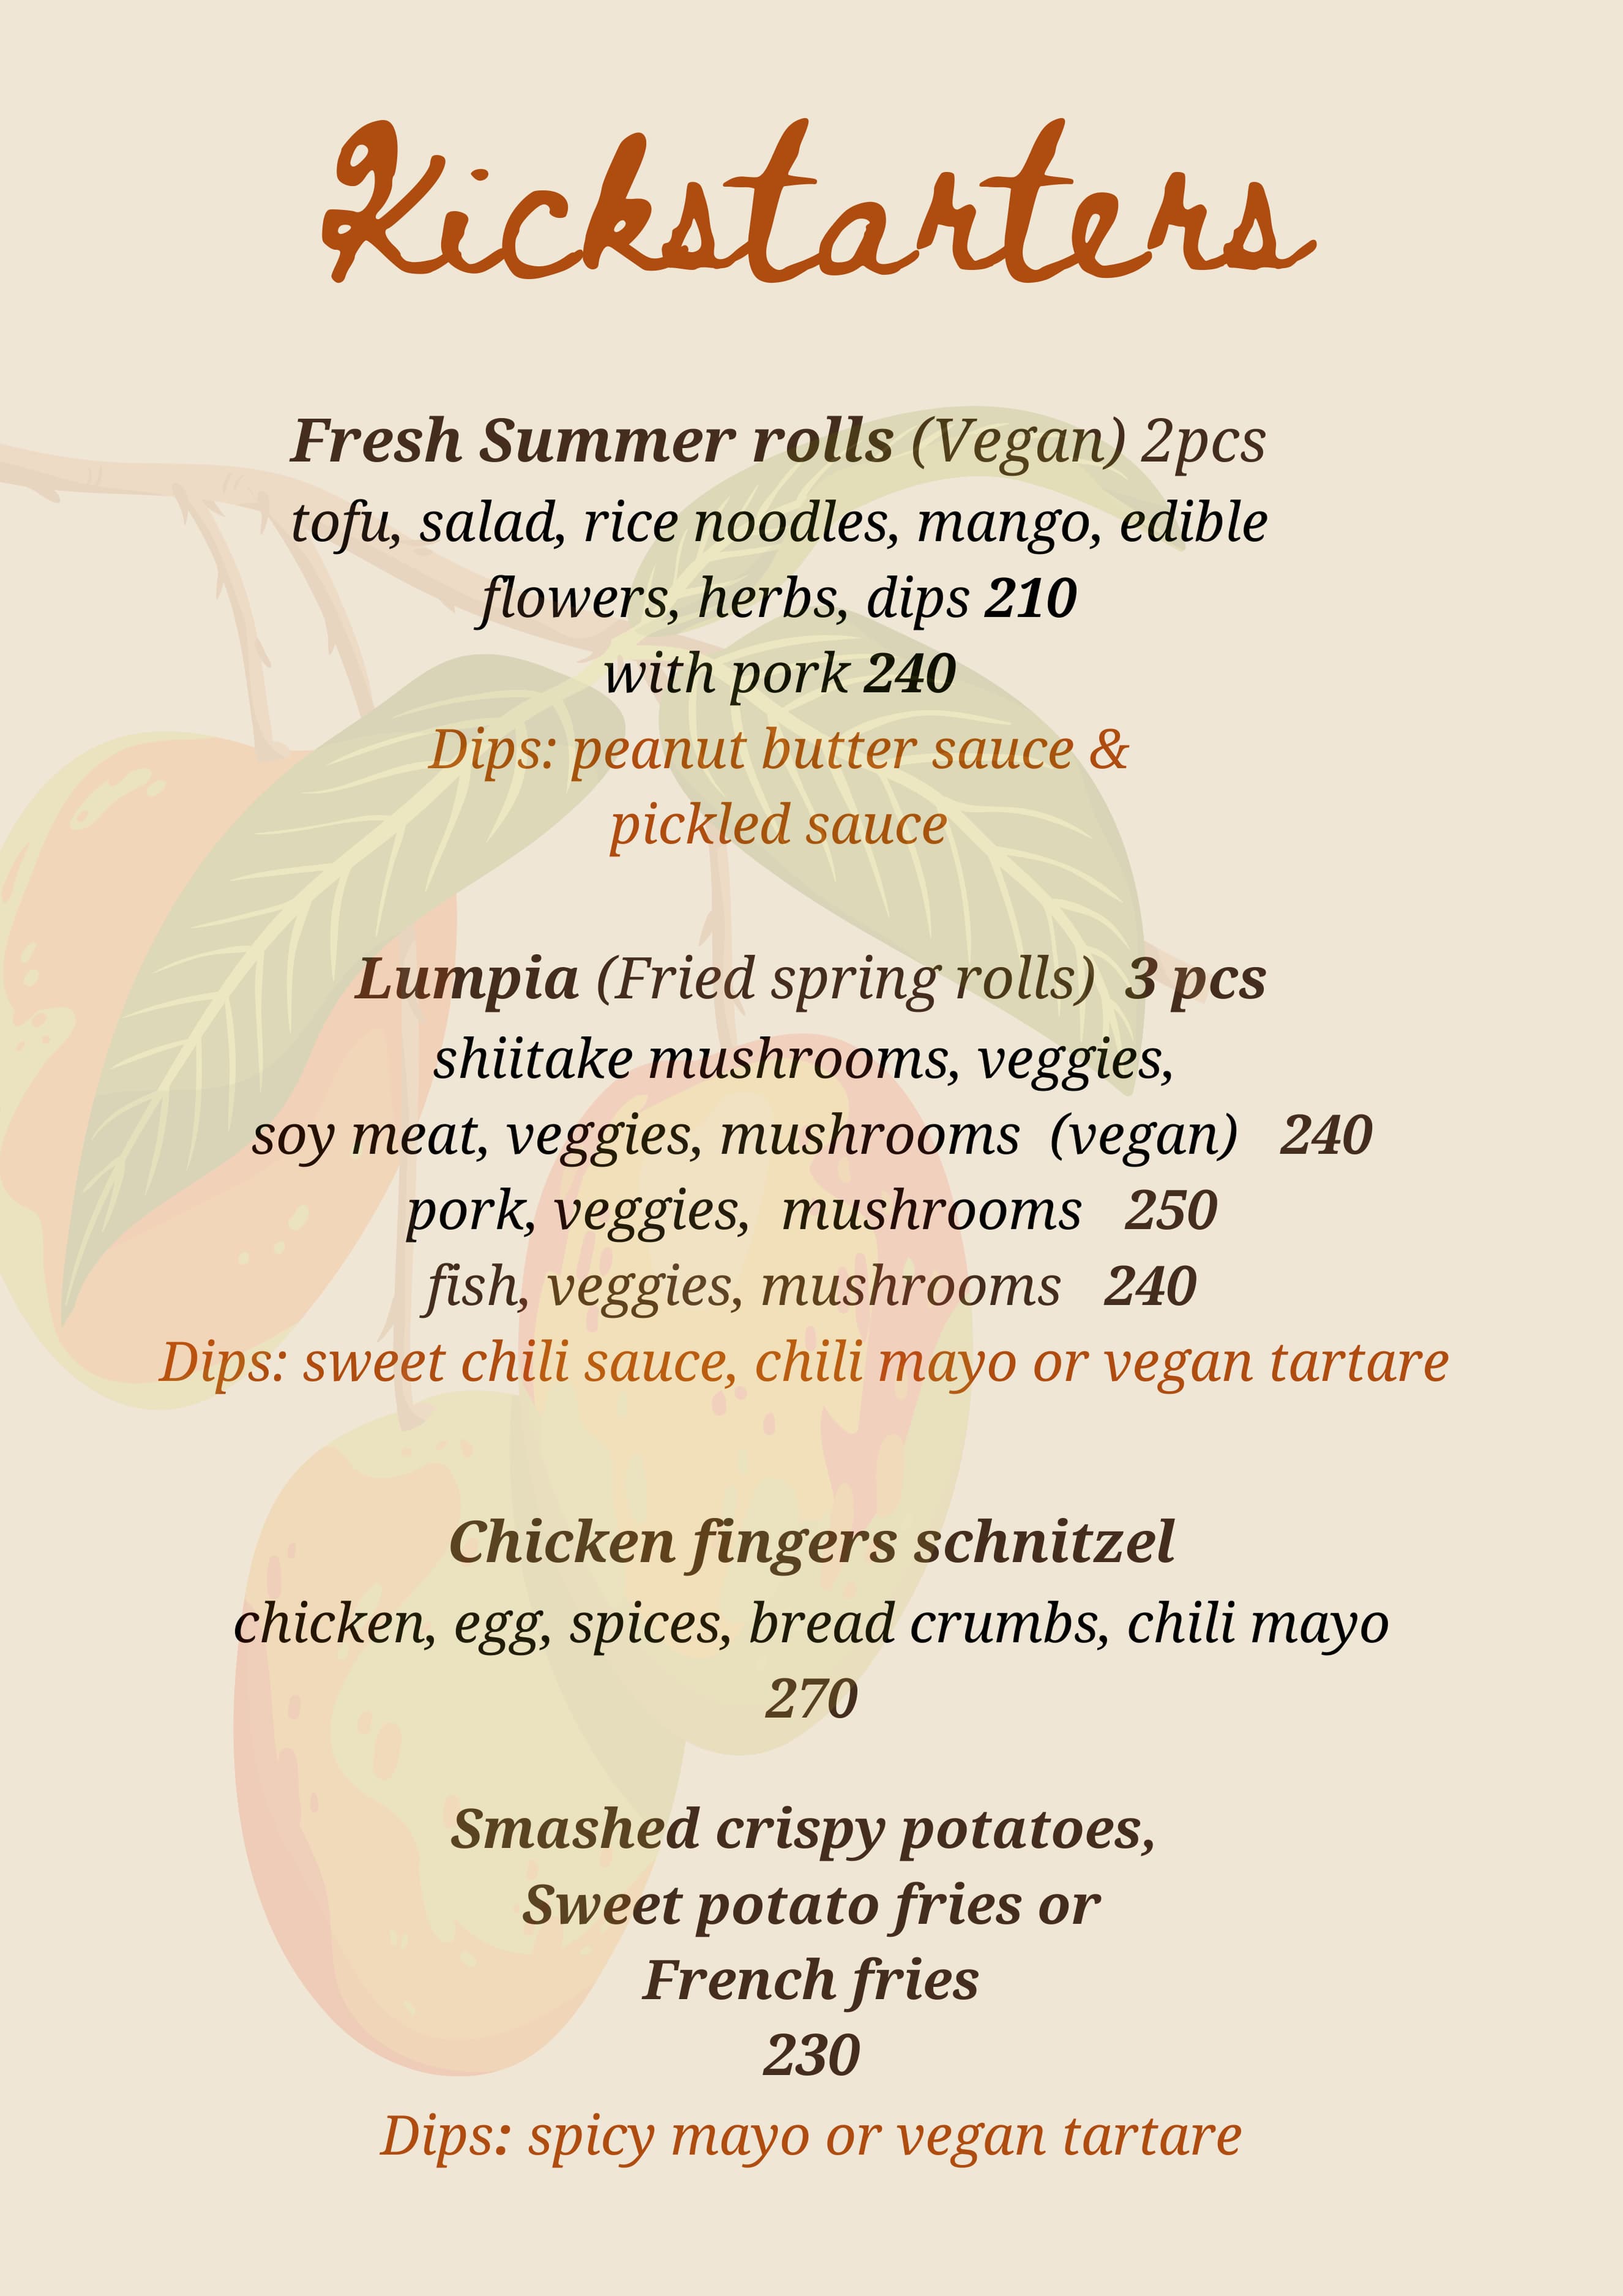 Kickstarters
Fresh Summer rolls (Vegan) 2pcs
tofu, salad, rice noodles, mango, edible
flowers, herbs, dips 210
with pork 240
Dips: peanut butter sauce &
pickled sauce
Lumpia (Fried spring rolls) 3 pcs
shiitake mushrooms, veggies,
soy meat, veggies, mushrooms (vegan) 240
pork, veggies, mushrooms 250
fish, veggies, mushrooms 240
Dips: sweet chili sauce, chili mayo or vegan tartare
Chicken fingers schnitzel
chicken, egg, spices, bread crumbs, chili mayo
270
Smashed crispy potatoes,
Sweet potato fries or
French fries
230
Dips: spicy mayo or vegan tartare